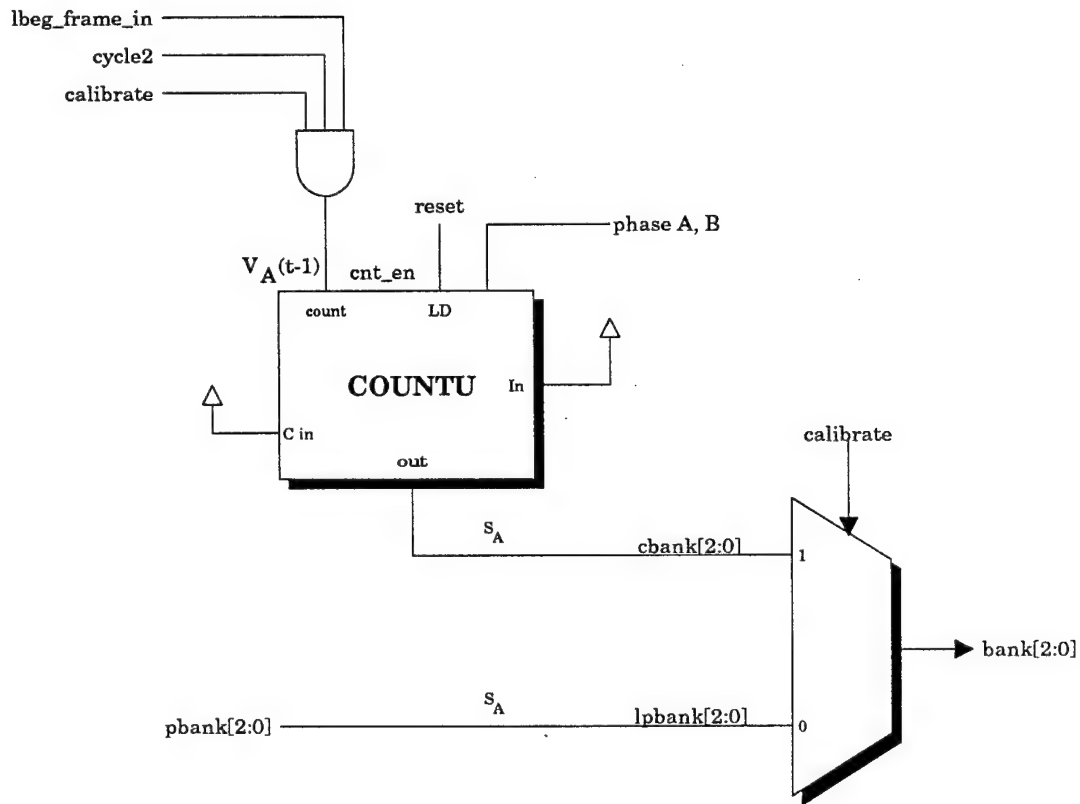 lbeg_frame_in
cycle2
calibrate
reset
phase A, B
V_A(t-1)
cnt_en
count
LD
COUNTU
In
C in
out
calibrate
S_A
cbank[2:0]
1
bank[2:0]
S_A
pbank[2:0]
lpbank[2:0]
0